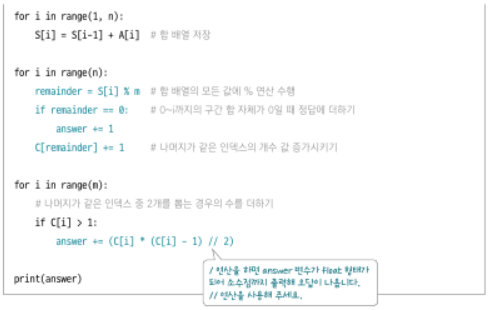 for i in range(1, n):
S[i] = S[i-1] + A[i]  # 합 배열 저장
for i in range(n):
remainder = S[i] % m  # 합 배열의 모든 값에 % 연산 수행
if remainder == 0:  # 0~i까지의 구간 합 자체가 0일 때 정답에 더하기
answer += 1
C[remainder] += 1  # 나머지가 같은 인덱스의 개수 값 증가시키기
for i in range(m):
# 나머지가 같은 인덱스 중 2개를 뽑는 경우의 수를 더하기
if C[i] > 1:
answer += (C[i] * (C[i] - 1) // 2)
/ 연산을 하면 answer 변수가 float 형태가
되어 소수점까지 출력해 오답이 나옵니다.
// 연산을 사용해 주세요.
print(answer)